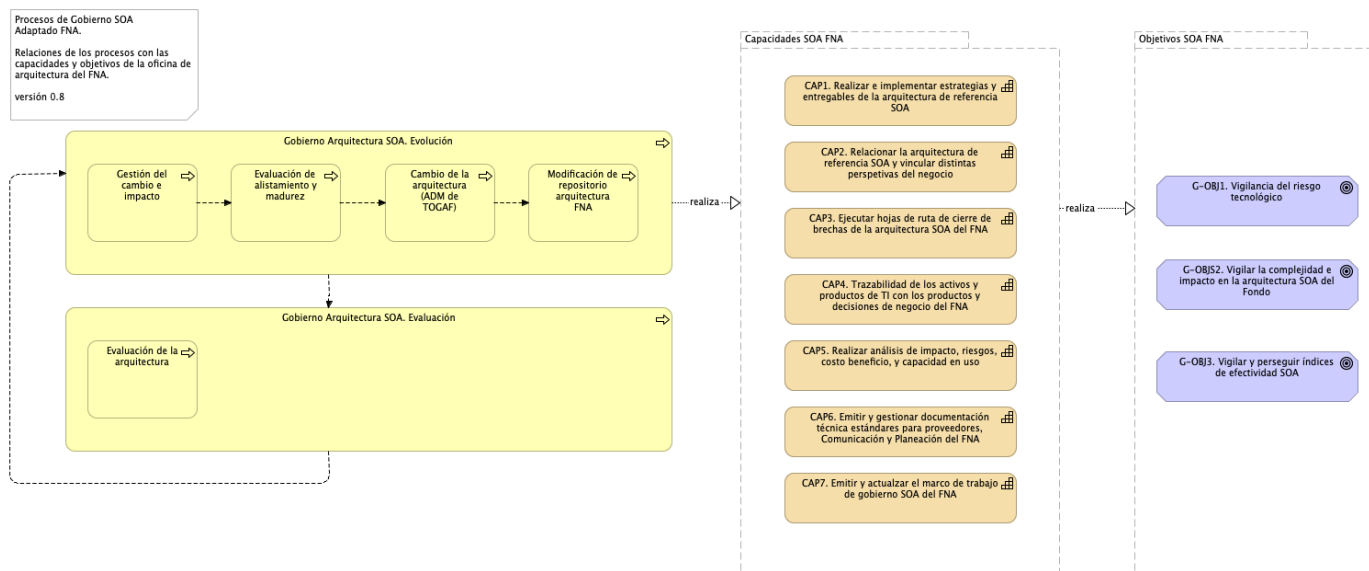 Procesos de Gobierno SOA
Adaptado FNA.
Relaciones de los procesos con las
capacidades y objetivos de la oficina de
arquitectura del FNA.
versión 0.8
Gobierno Arquitectura SOA. Evolución
Gestión del
cambio e
impacto
Evaluación de
alistamiento y
madurez
Cambio de la
arquitectura
(ADM de
TOGAF)
Modificación de
repositorio
arquitectura
FNA
realiza
Gobierno Arquitectura SOA. Evaluación
Evaluación de la
arquitectura
Capacidades SOA FNA
CAP1. Realizar e implementar estrategias y
entregables de la arquitectura de referencia
SOA
CAP2. Relacionar la arquitectura de
referencia SOA y vincular distintas
perspetivas del negocio
CAP3. Ejecutar hojas de ruta de cierre de
brechas de la arquitectura SOA del FNA
CAP4. Trazabilidad de los activos y
productos de TI con los productos y
decisiones de negocio del FNA
CAP5. Realizar análisis de impacto, riesgos,
costo beneficio, y capacidad en uso
CAP6. Emitir y gestionar documentación
técnica estándares para proveedores,
Comunicación y Planeación del FNA
CAP7. Emitir y actualzar el marco de trabajo
de gobierno SOA del FNA
realiza
Objetivos SOA FNA
G-OBJ1. Vigilancia del riesgo
tecnológico
G-OBJS2. Vigilar la complejidad e
impacto en la arquitectura SOA del
Fondo
G-OBJ3. Vigilar y perseguir índices
de efectividad SOA